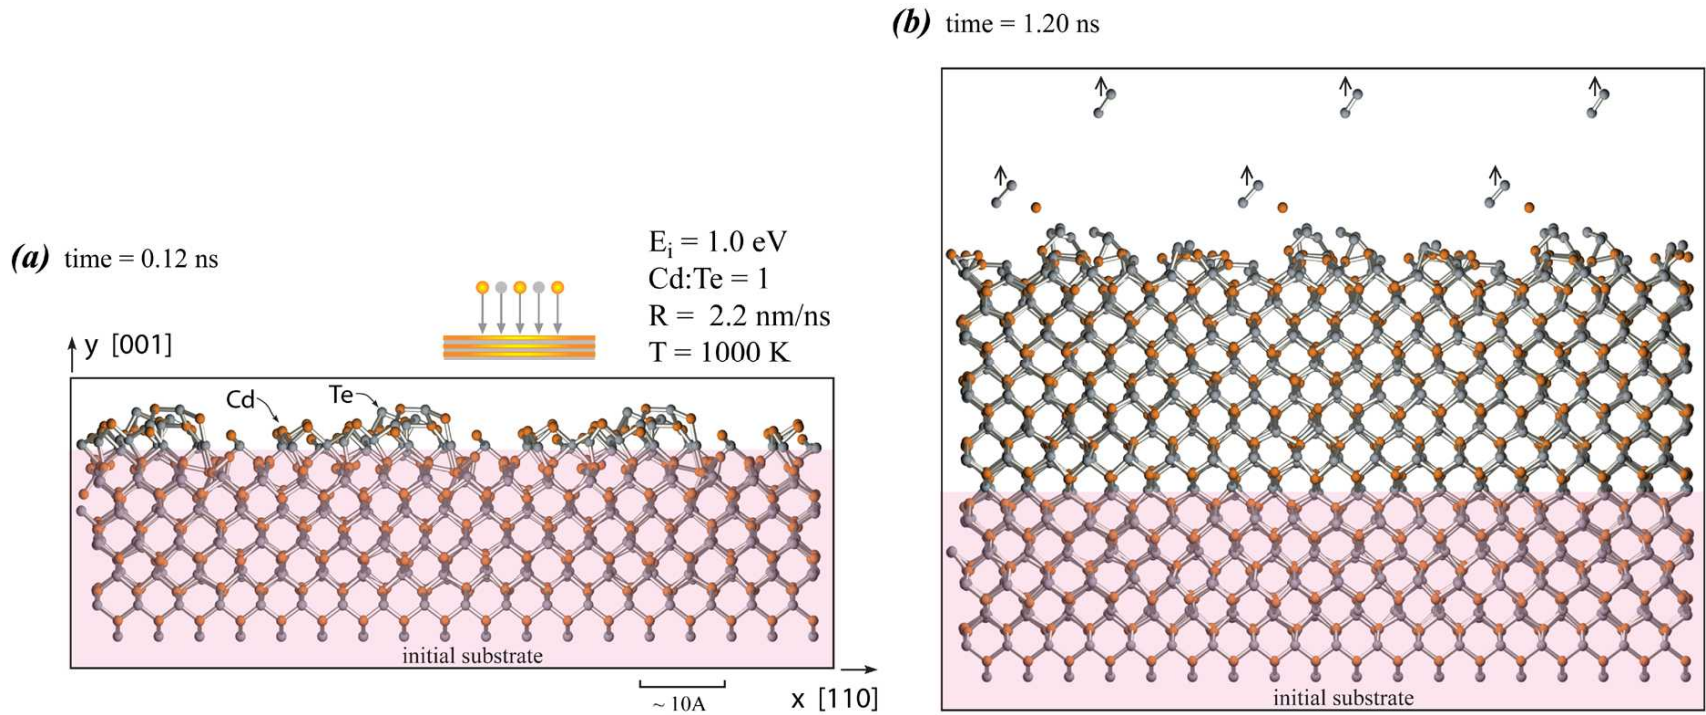 (a) time = 0.12 ns
E_i = 1.0 eV
Cd:Te = 1
R = 2.2 nm/ns
T = 1000 K
y [001]
Cd
Te
initial substrate
~ 10A
x [110]
(b) time = 1.20 ns
initial substrate